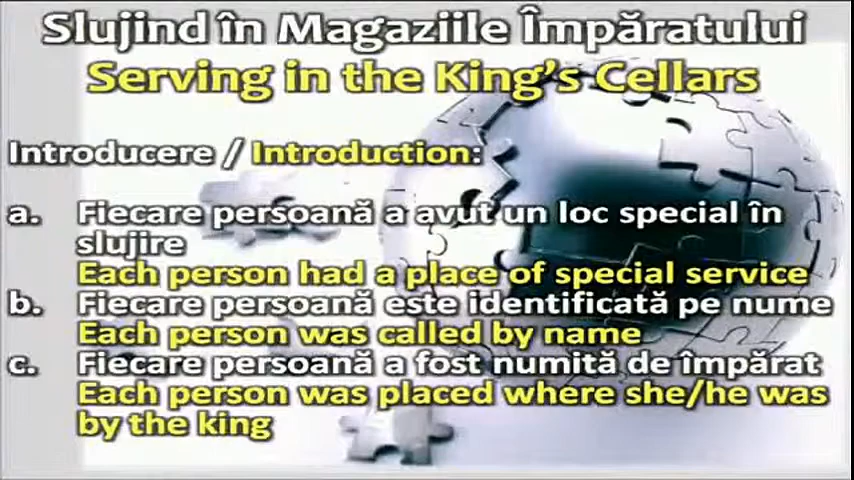 Slujind în Magaziile Împăratului
Serving in the King's Cellars
Introducere / Introduction:
a. Fiecare persoană a avut un loc special în
slujire
Each person had a place of special service
b. Fiecare persoană este identificată pe nume
Each person was called by name
c. Fiecare persoană a fost numită de împărat
Each person was placed where she/he was
by the king